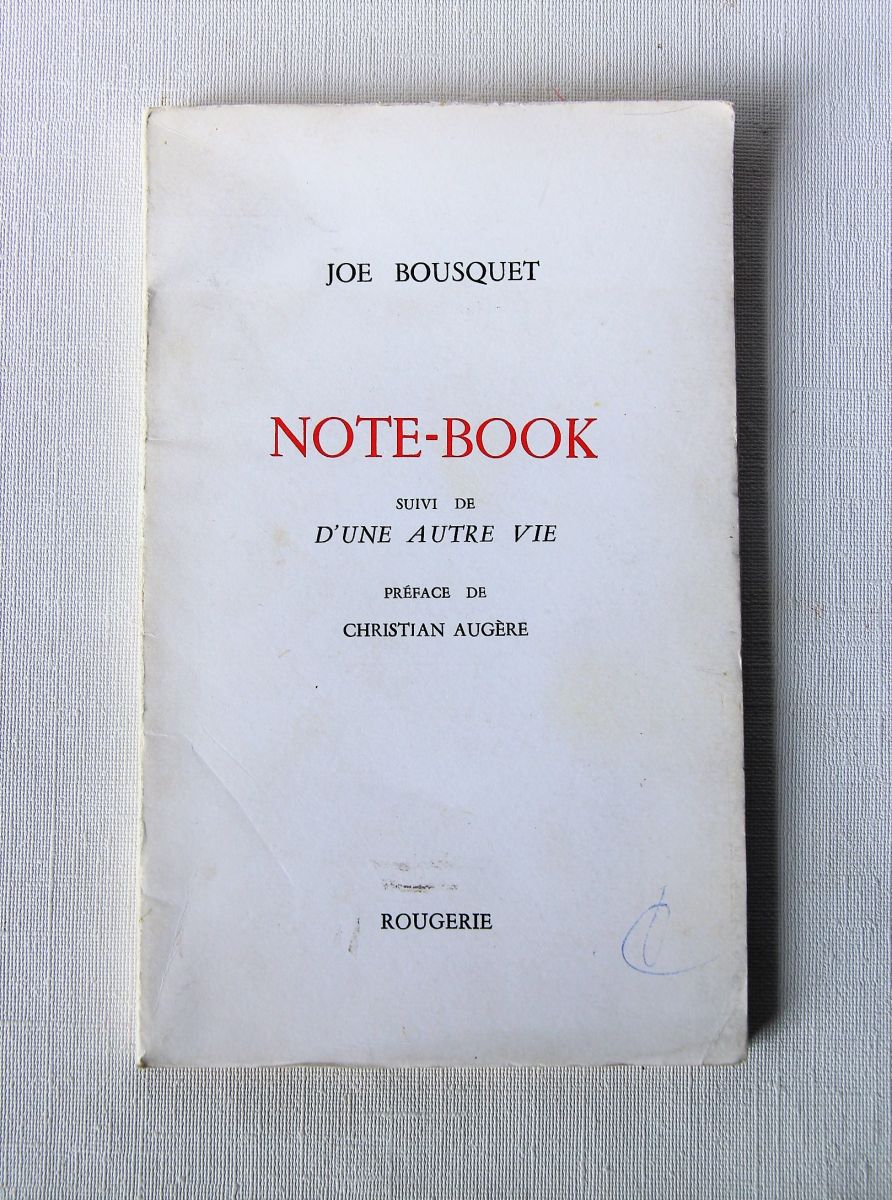 JOE BOUSQUET
NOTE-BOOK
SUIVI DE
D'UNE AUTRE VIE
PRÉFACE DE
CHRISTIAN AUGÈRE
ROUGERIE